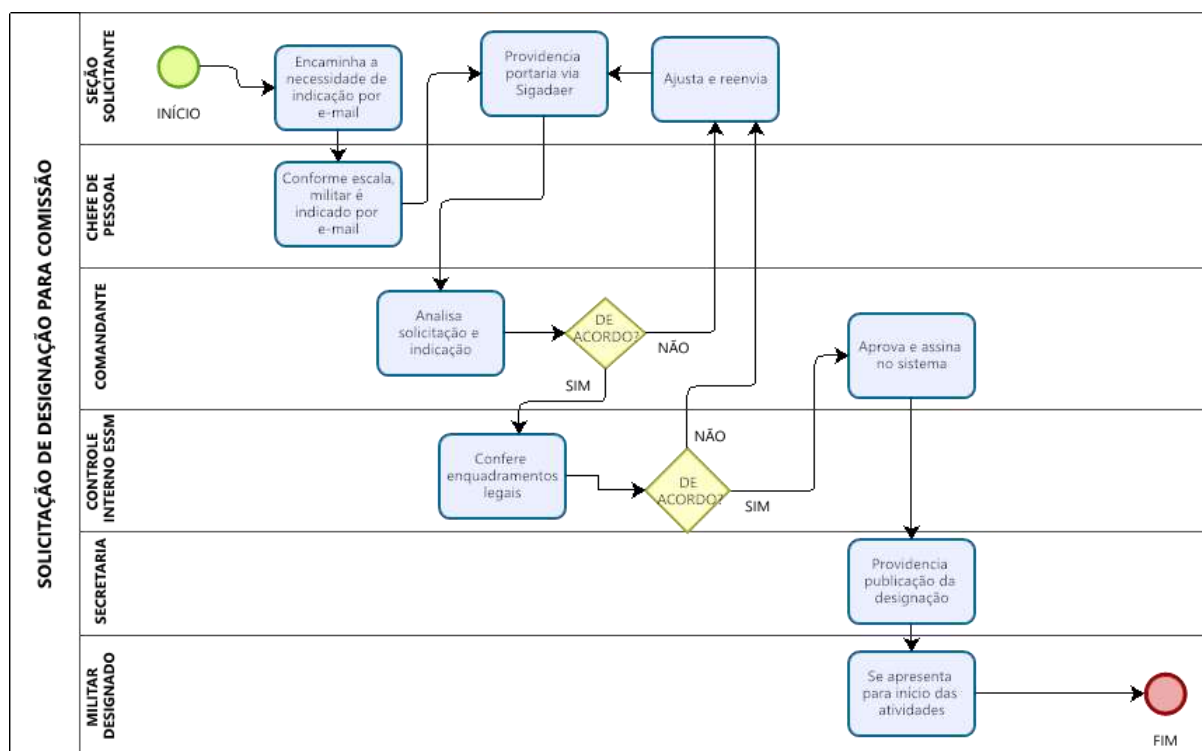 SOLICITAÇÃO DE DESIGNAÇÃO PARA COMISSÃO
SEÇÃO
SOLICITANTE
INÍCIO
Encaminha a
necessidade de
indicação por
e-mail
Providencia
portaria via
Sigadaer
Ajusta e reenvia
CHEFE DE
PESSOAL
Conforme escala,
militar é
indicado por
e-mail
COMANDANTE
Analisa
solicitação e
indicação
DE
ACORDO?
NÃO
SIM
Aprova e assina
no sistema
CONTROLE
INTERNO ESSM
Confere
enquadramentos
legais
DE
ACORDO?
NÃO
SIM
SECRETARIA
Providencia
publicação da
designação
MILITAR
DESIGNADO
Se apresenta
para início das
atividades
FIM